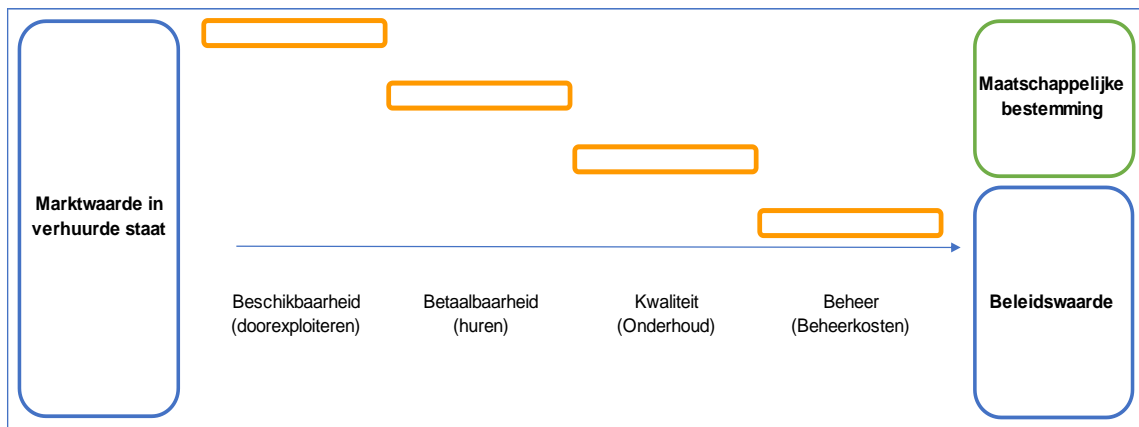 Marktwaarde in
verhuurde staat
Beschikbaarheid
(doorexploiteren)
Betaalbaarheid
(huren)
Kwaliteit
(Onderhoud)
Beheer
(Beheerkosten)
Maatschappelijke
bestemming
Beleidswaarde